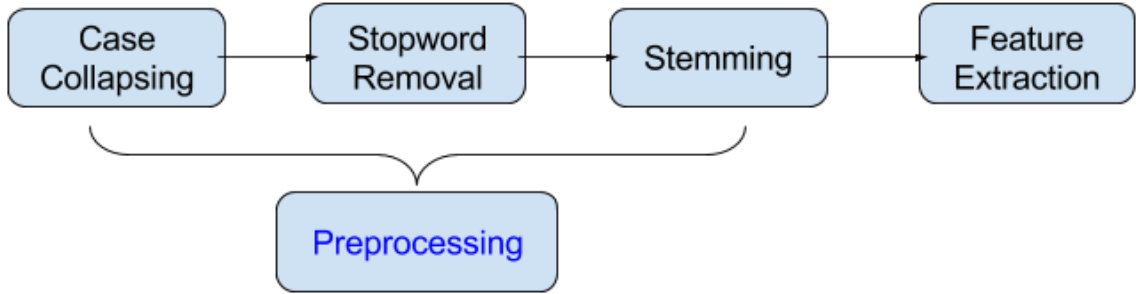 Case
Collapsing
Stopword
Removal
Stemming
Feature
Extraction
Preprocessing